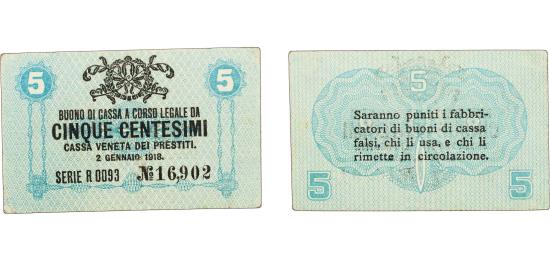 5 5
BUONO DI CASSA A CORSO LEGALE DA
CINQUE CENTESIMI
CASSA VENETA DEI PRESTITI.
2 GENNAIO 1918.
SERIE R 0093 № 16,902
5
Saranno puniti i fabbri-
catori di buoni di cassa
falsi, chi li usa, e chi li
rimette in circolazione.
5 5